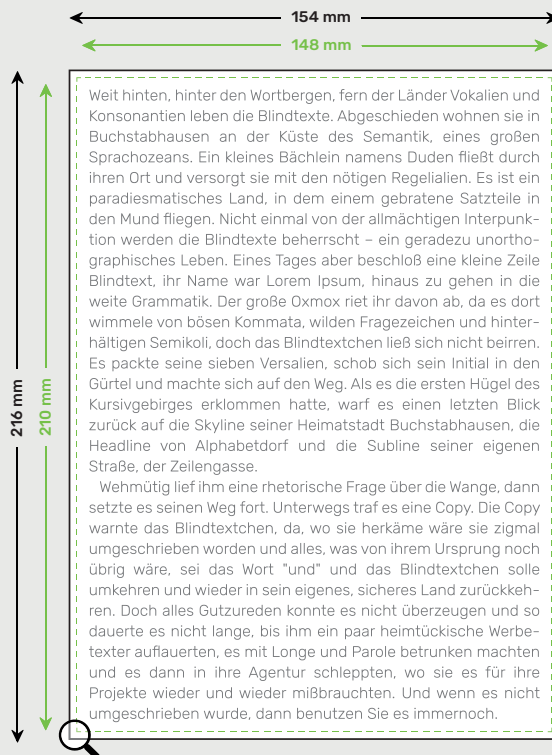 154 mm
148 mm
216 mm
210 mm
Weit hinten, hinter den Wortbergen, fern der Länder Vokalien und
Konsonantien leben die Blindtexte. Abgeschieden wohnen sie in
Buchstabhausen an der Küste des Semantik, eines großen
Sprachozeans. Ein kleines Bächlein namens Duden fließt durch
ihren Ort und versorgt sie mit den nötigen Regelialien. Es ist ein
paradiesmatisches Land, in dem einem gebratene Satzteile in
den Mund fliegen. Nicht einmal von der allmächtigen Interpunk-
tion werden die Blindtexte beherrscht – ein geradezu unortho-
graphisches Leben. Eines Tages aber beschloß eine kleine Zeile
Blindtext, ihr Name war Lorem Ipsum, hinaus zu gehen in die
weite Grammatik. Der große Oxmox riet ihr davon ab, da es dort
wimmele von bösen Kommata, wilden Fragezeichen und hinter-
hältigen Semikoli, doch das Blindtextchen ließ sich nicht beirren.
Es packte seine sieben Versalien, schob sich sein Initial in den
Gürtel und machte sich auf den Weg. Als es die ersten Hügel des
Kursivgebirges erklommen hatte, warf es einen letzten Blick
zurück auf die Skyline seiner Heimatstadt Buchstabhausen, die
Headline von Alphabetdorf und die Subline seiner eigenen
Straße, der Zeilengasse.
Wehmütig lief ihm eine rhetorische Frage über die Wange, dann
setzte es seinen Weg fort. Unterwegs traf es eine Copy. Die Copy
warnte das Blindtextchen, da, wo sie herkäme wäre sie zigmal
umgeschrieben worden und alles, was von ihrem Ursprung noch
übrig wäre, sei das Wort "und" und das Blindtextchen solle
umkehren und wieder in sein eigenes, sicheres Land zurückkeh-
ren. Doch alles Gutzureden konnte es nicht überzeugen und so
dauerte es nicht lange, bis ihm ein paar heimtückische Werbe-
texter auflauerten, es mit Longe und Parole betrunken machten
und es dann in ihre Agentur schleppten, wo sie es für ihre
Projekte wieder und wieder mißbrauchten. Und wenn es nicht
umgeschrieben wurde, dann benutzen Sie es immernoch.